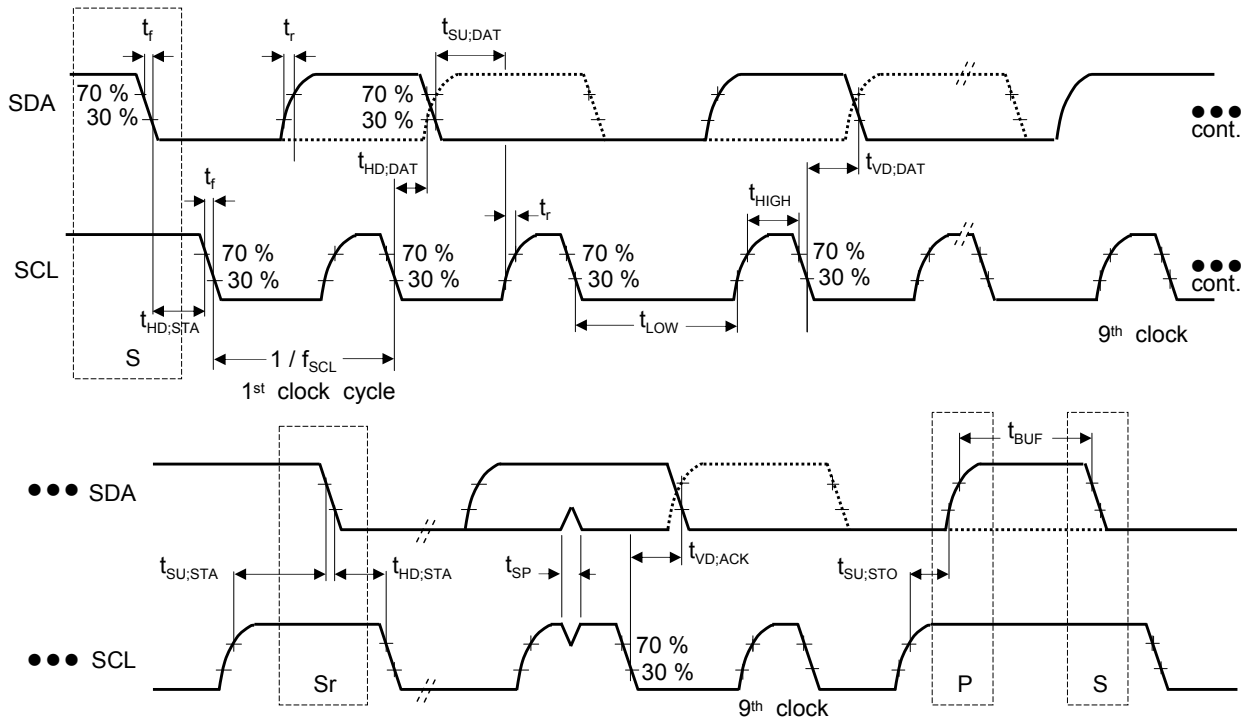 tf tr tSU;DAT
SDA 70 % 30 % 70 % 30 % cont.
tHD;DAT tVD;DAT
tf tr tHIGH
SCL 70 % 30 % 70 % 30 % 70 % 30 % 70 % 30 % cont.
tHD;STA tLOW 9th clock
S 1 / fSCL
1st clock cycle
tBUF
SDA
tSU;STA tHD;STA tSP tVD;ACK tSU;STO
SCL 70 % 30 %
Sr 9th clock P S